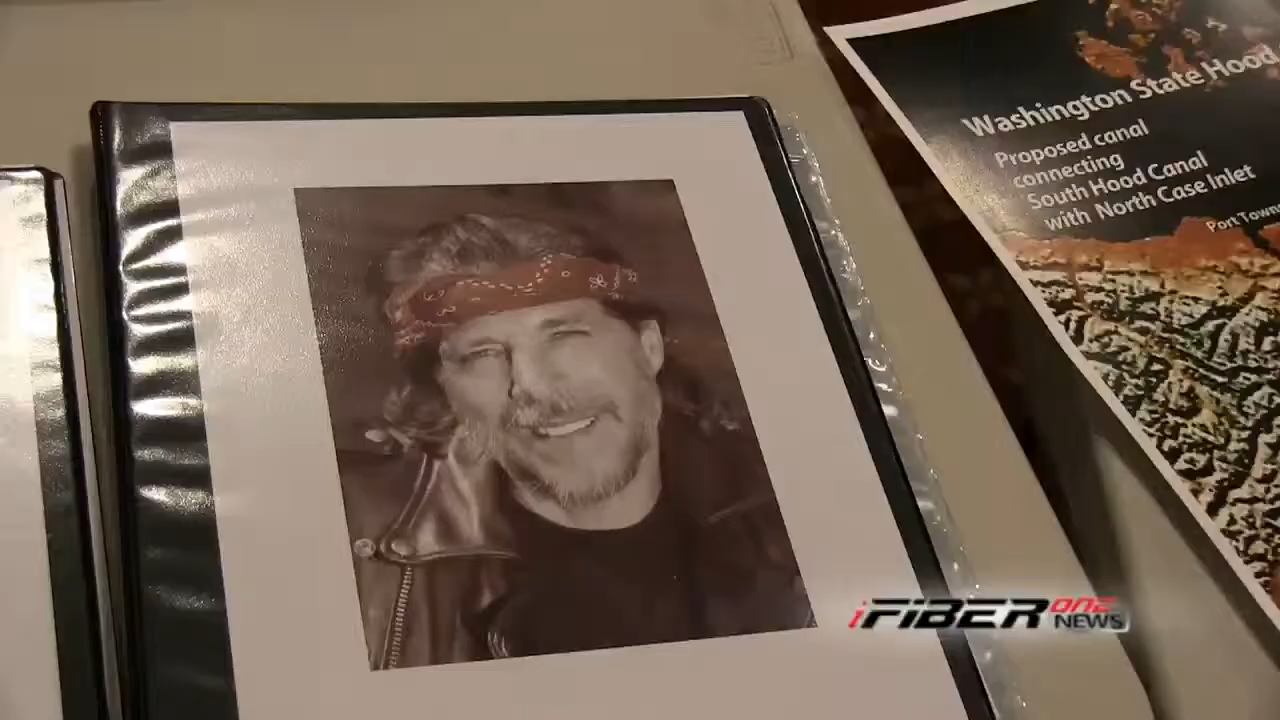 Washington State Hood
Proposed canal
connecting
South Hood Canal
with North Case Inlet
Port Town
iFIBER ONE
NEWS